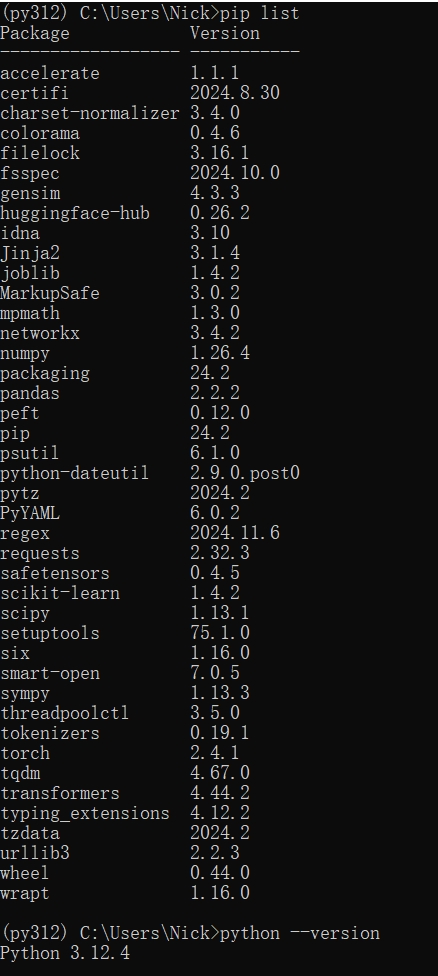 (py312) C:\Users\Nick>pip list
Package            Version
------------------ -----------
accelerate         1.1.1
certifi            2024.8.30
charset-normalizer 3.4.0
colorama           0.4.6
filelock           3.16.1
fsspec             2024.10.0
gensim             4.3.3
huggingface-hub    0.26.2
idna               3.10
Jinja2             3.1.4
joblib             1.4.2
MarkupSafe         3.0.2
mpmath             1.3.0
networkx           3.4.2
numpy              1.26.4
packaging          24.2
pandas             2.2.2
peft               0.12.0
pip                24.2
psutil             6.1.0
python-dateutil    2.9.0.post0
pytz               2024.2
PyYAML             6.0.2
regex              2024.11.6
requests           2.32.3
safetensors        0.4.5
scikit-learn       1.4.2
scipy              1.13.1
setuptools         75.1.0
six                1.16.0
smart-open         7.0.5
sympy              1.13.3
threadpoolctl      3.5.0
tokenizers         0.19.1
torch              2.4.1
tqdm               4.67.0
transformers       4.44.2
typing_extensions  4.12.2
tzdata             2024.2
urllib3            2.2.3
wheel              0.44.0
wrapt              1.16.0
(py312) C:\Users\Nick>python --version
Python 3.12.4